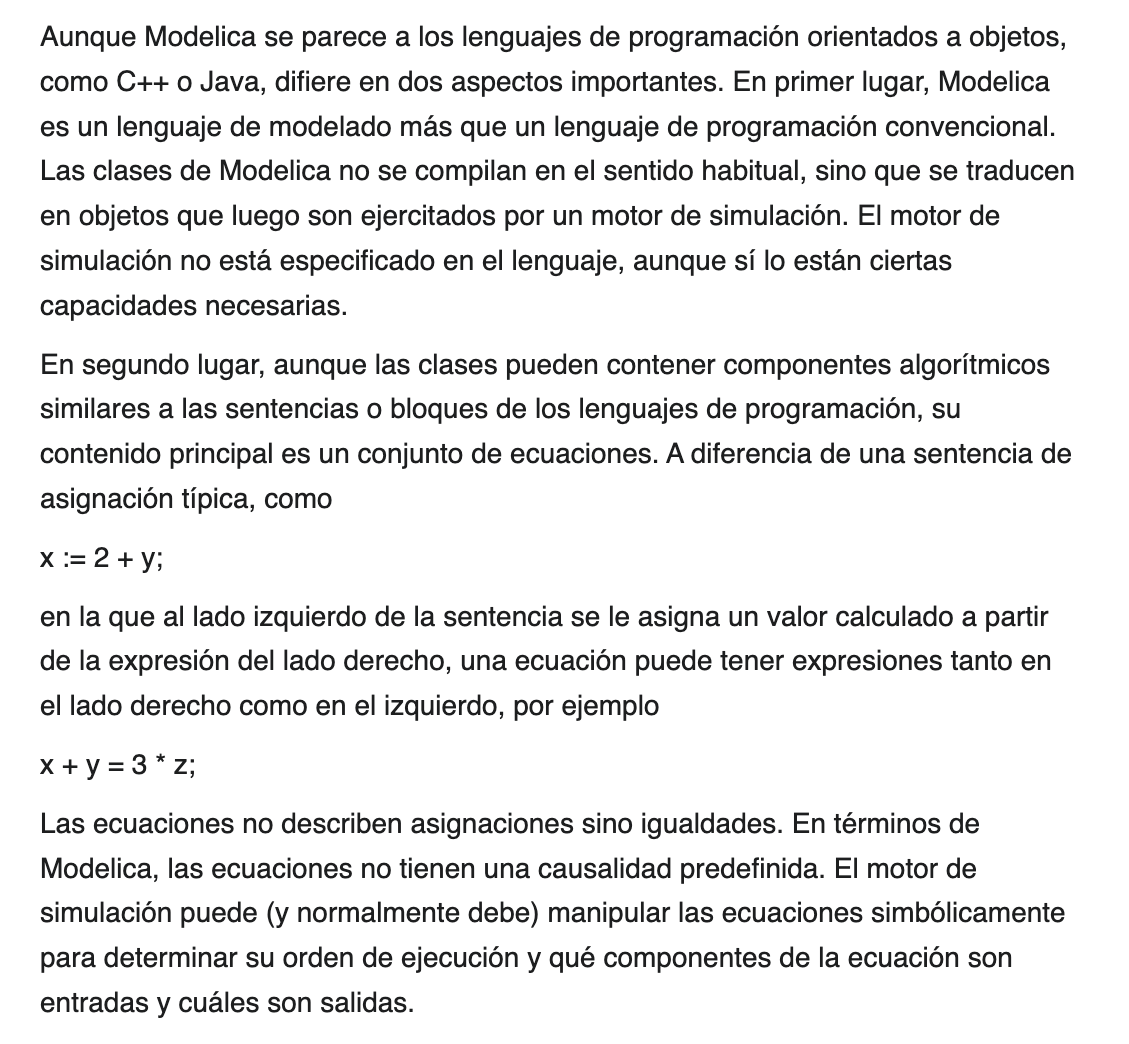 Aunque Modelica se parece a los lenguajes de programación orientados a objetos,
como C++ o Java, difiere en dos aspectos importantes. En primer lugar, Modelica
es un lenguaje de modelado más que un lenguaje de programación convencional.
Las clases de Modelica no se compilan en el sentido habitual, sino que se traducen
en objetos que luego son ejercitados por un motor de simulación. El motor de
simulación no está especificado en el lenguaje, aunque sí lo están ciertas
capacidades necesarias.
En segundo lugar, aunque las clases pueden contener componentes algorítmicos
similares a las sentencias o bloques de los lenguajes de programación, su
contenido principal es un conjunto de ecuaciones. A diferencia de una sentencia de
asignación típica, como
x := 2 + y;
en la que al lado izquierdo de la sentencia se le asigna un valor calculado a partir
de la expresión del lado derecho, una ecuación puede tener expresiones tanto en
el lado derecho como en el izquierdo, por ejemplo
x + y = 3 * z;
Las ecuaciones no describen asignaciones sino igualdades. En términos de
Modelica, las ecuaciones no tienen una causalidad predefinida. El motor de
simulación puede (y normalmente debe) manipular las ecuaciones simbólicamente
para determinar su orden de ejecución y qué componentes de la ecuación son
entradas y cuáles son salidas.